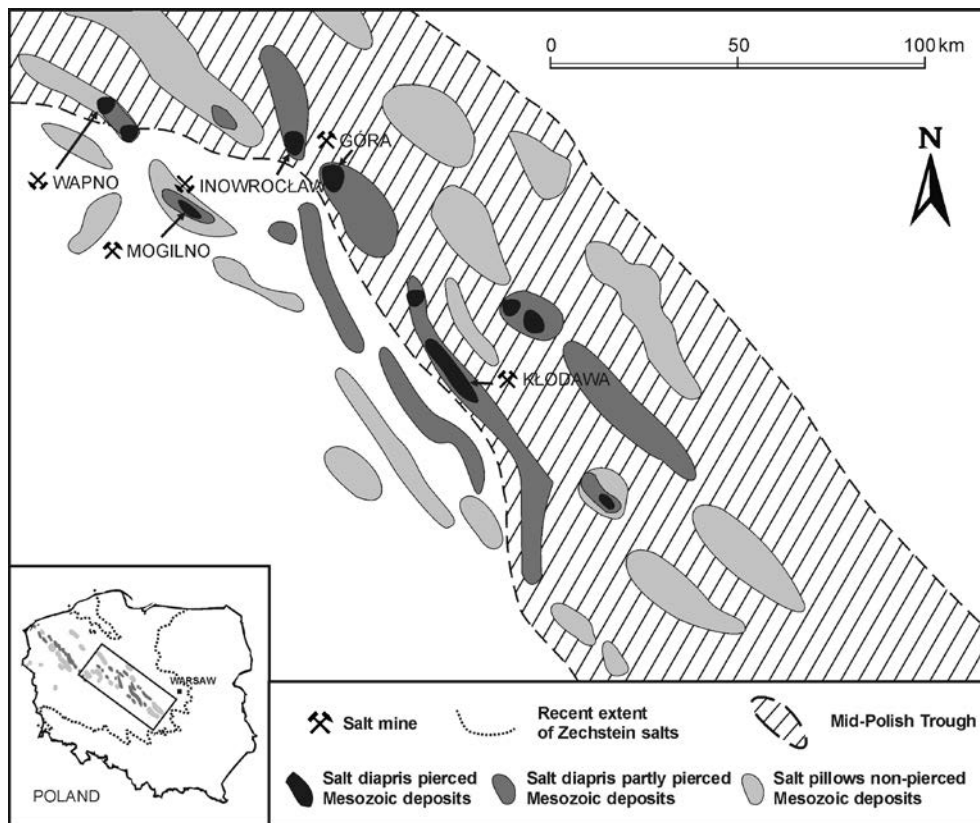 0 50 100 km
GÓRA
N
WAPNO
INOWROCŁAW
MOGILNO
KŁODAWA
WARSAW
POLAND
Salt mine
Recent extent
of Zechstein salts
Mid-Polish Trough
Salt diapris pierced
Mesozoic deposits
Salt diapris partly pierced
Mesozoic deposits
Salt pillows non-pierced
Mesozoic deposits